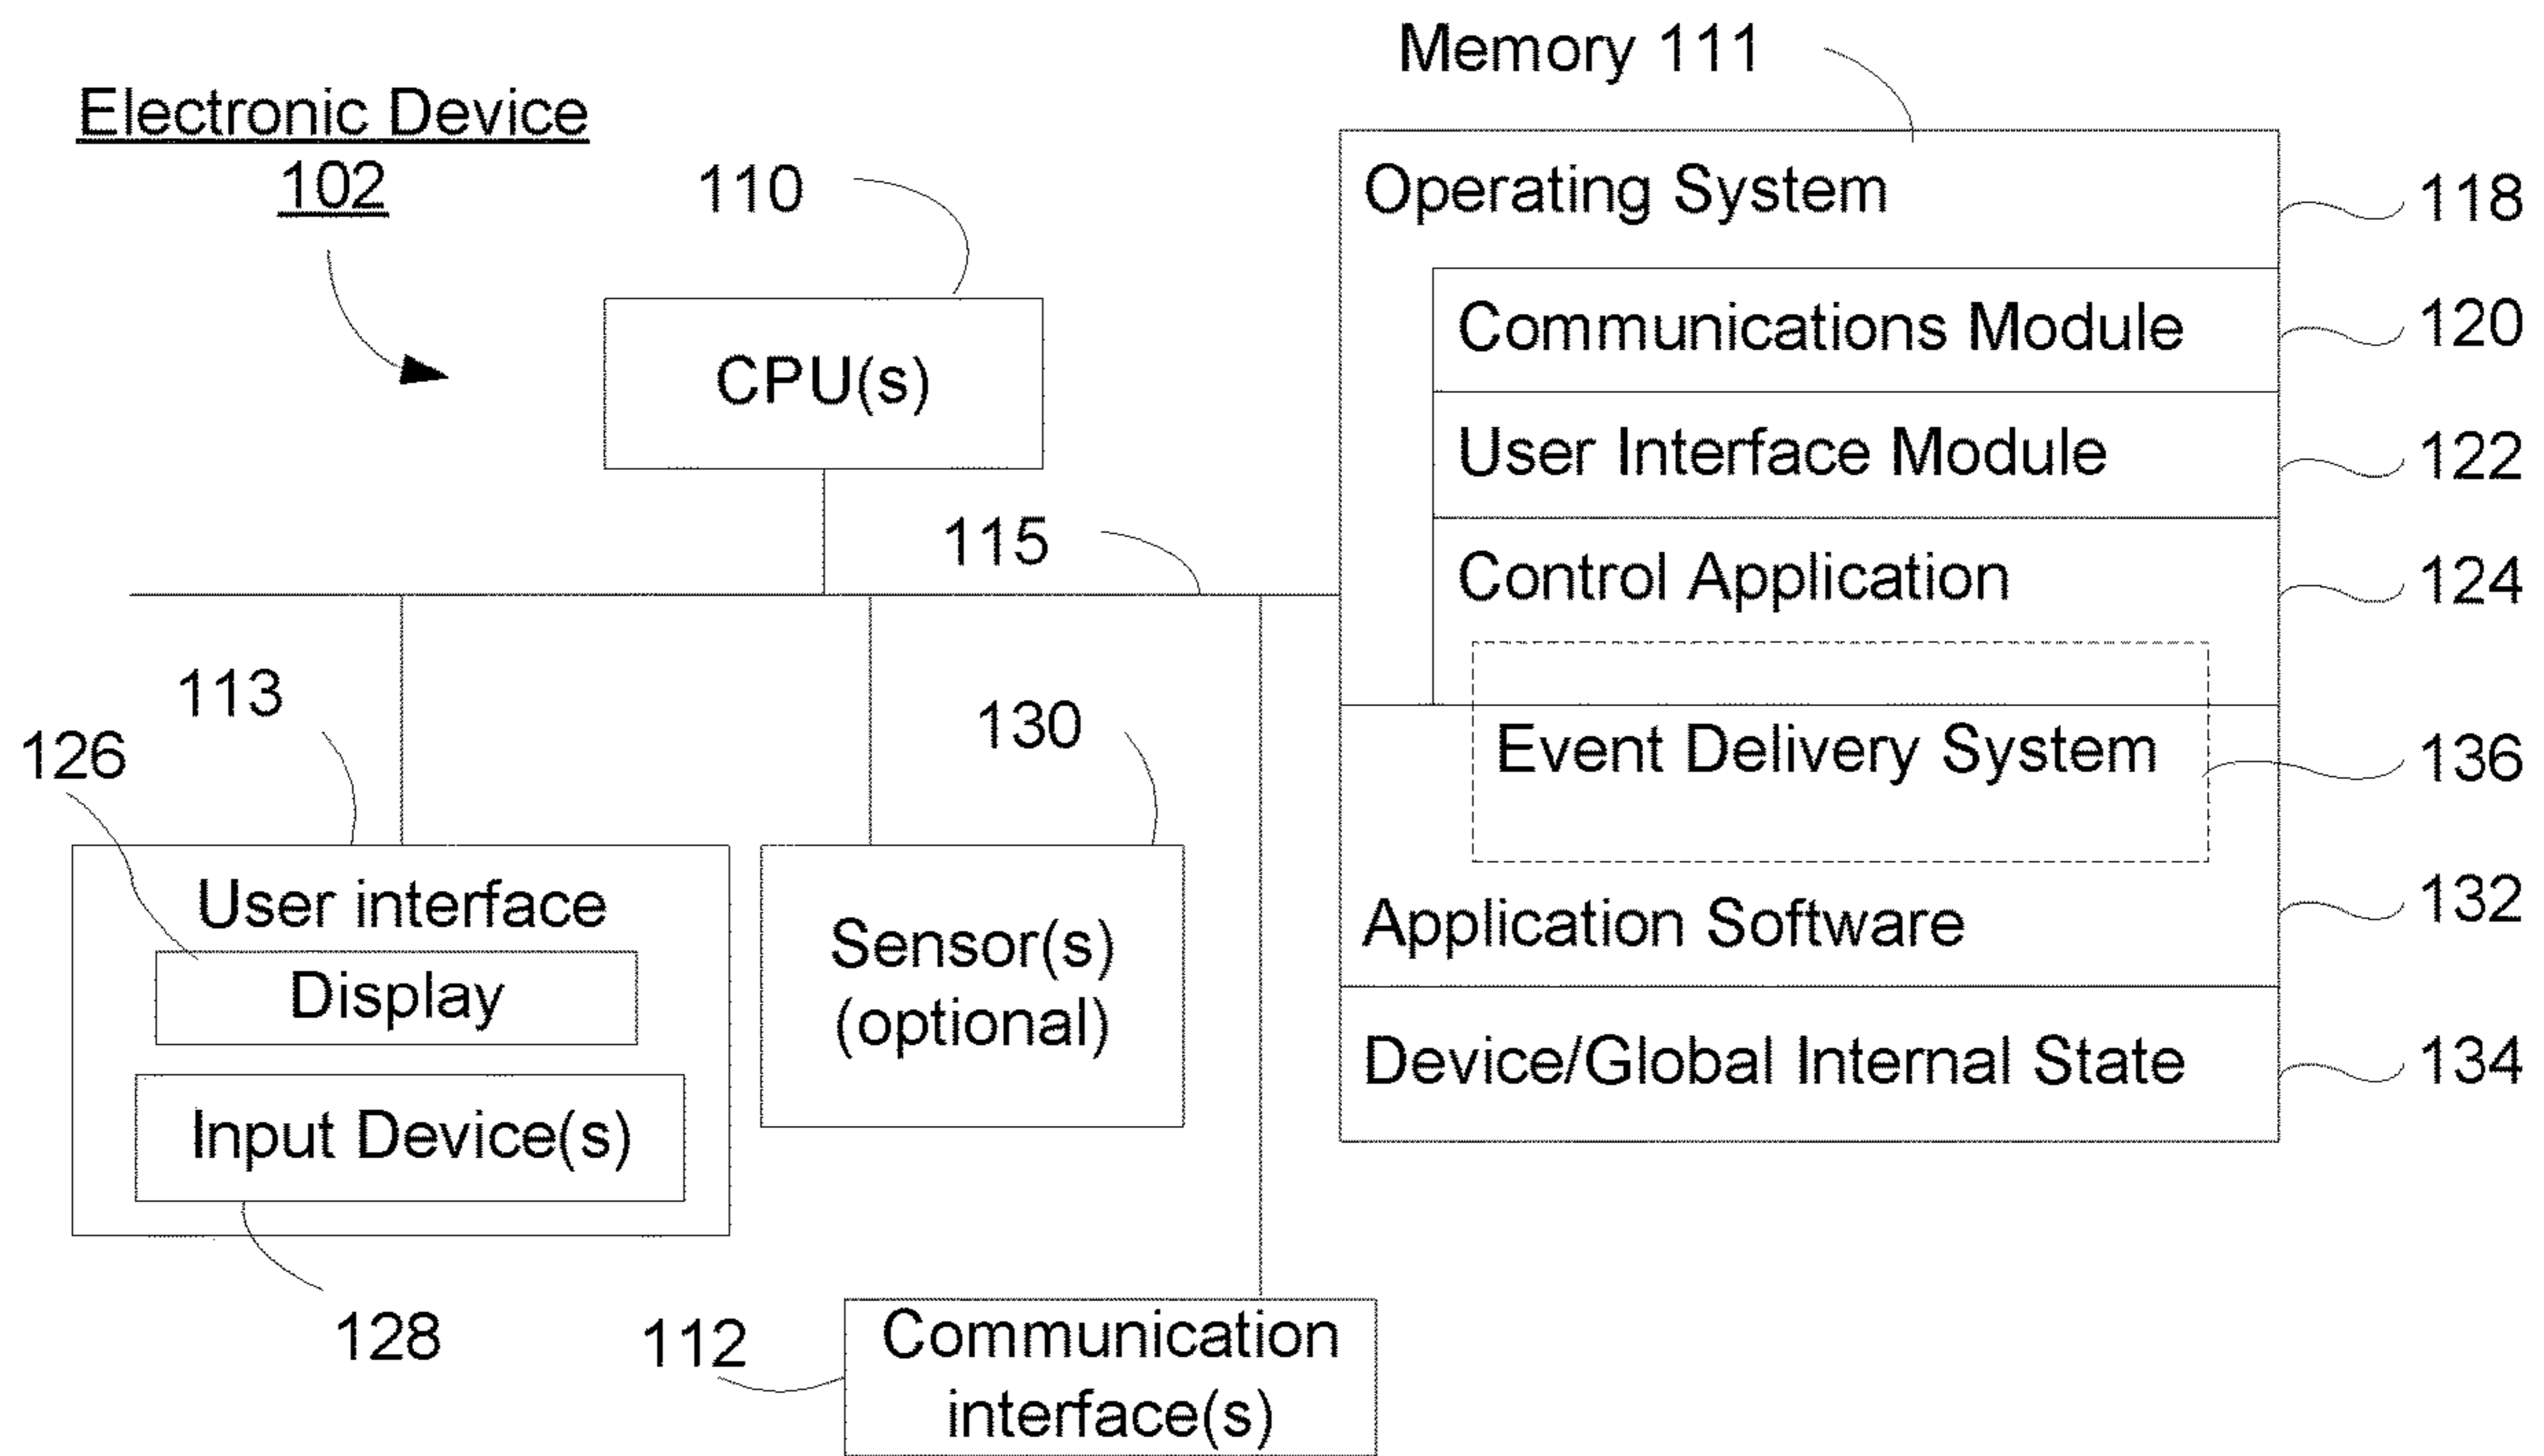 Memory 111
Electronic Device
102
110
Operating System
118
Communications Module
120
CPU(s)
User Interface Module
122
115
Control Application
124
113
130
Event Delivery System
136
126
User interface
Application Software
132
Sensor(s)
(optional)
Display
Device/Global Internal State
134
Input Device(s)
128
112
Communication
interface(s)